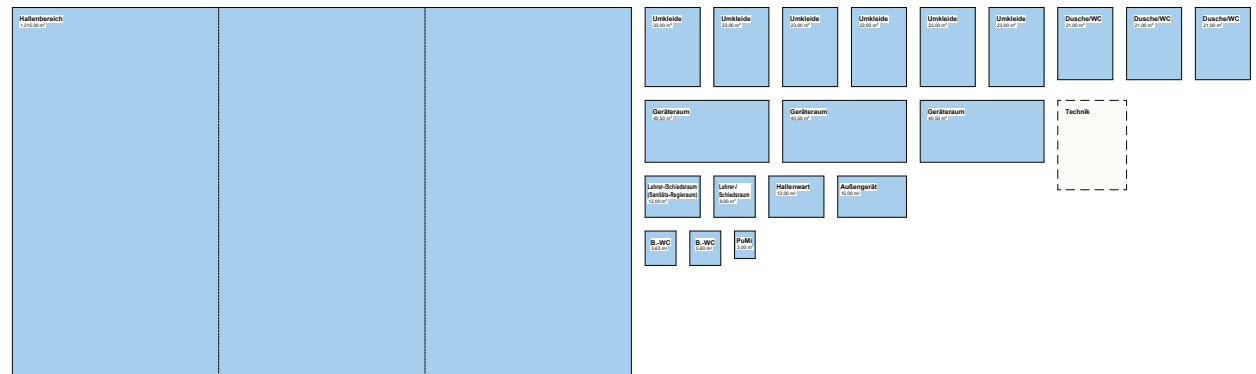 Hallenbereich
1.215,00 m²
Umkleide
23,00 m²
Umkleide
23,00 m²
Umkleide
23,00 m²
Umkleide
23,00 m²
Umkleide
23,00 m²
Umkleide
23,00 m²
Dusche/WC
21,00 m²
Dusche/WC
21,00 m²
Dusche/WC
21,00 m²
Geräteraum
40,50 m²
Geräteraum
40,50 m²
Geräteraum
40,50 m²
Technik
Lehrer-/Schiedsraum
(Sanitäts-Regieraum)
12,00 m²
Lehrer-/
Schiedsraum
9,00 m²
Hallenwart
12,00 m²
Außengerät
15,00 m²
B.-WC
5,63 m²
B.-WC
5,63 m²
PuMi
3,00 m²